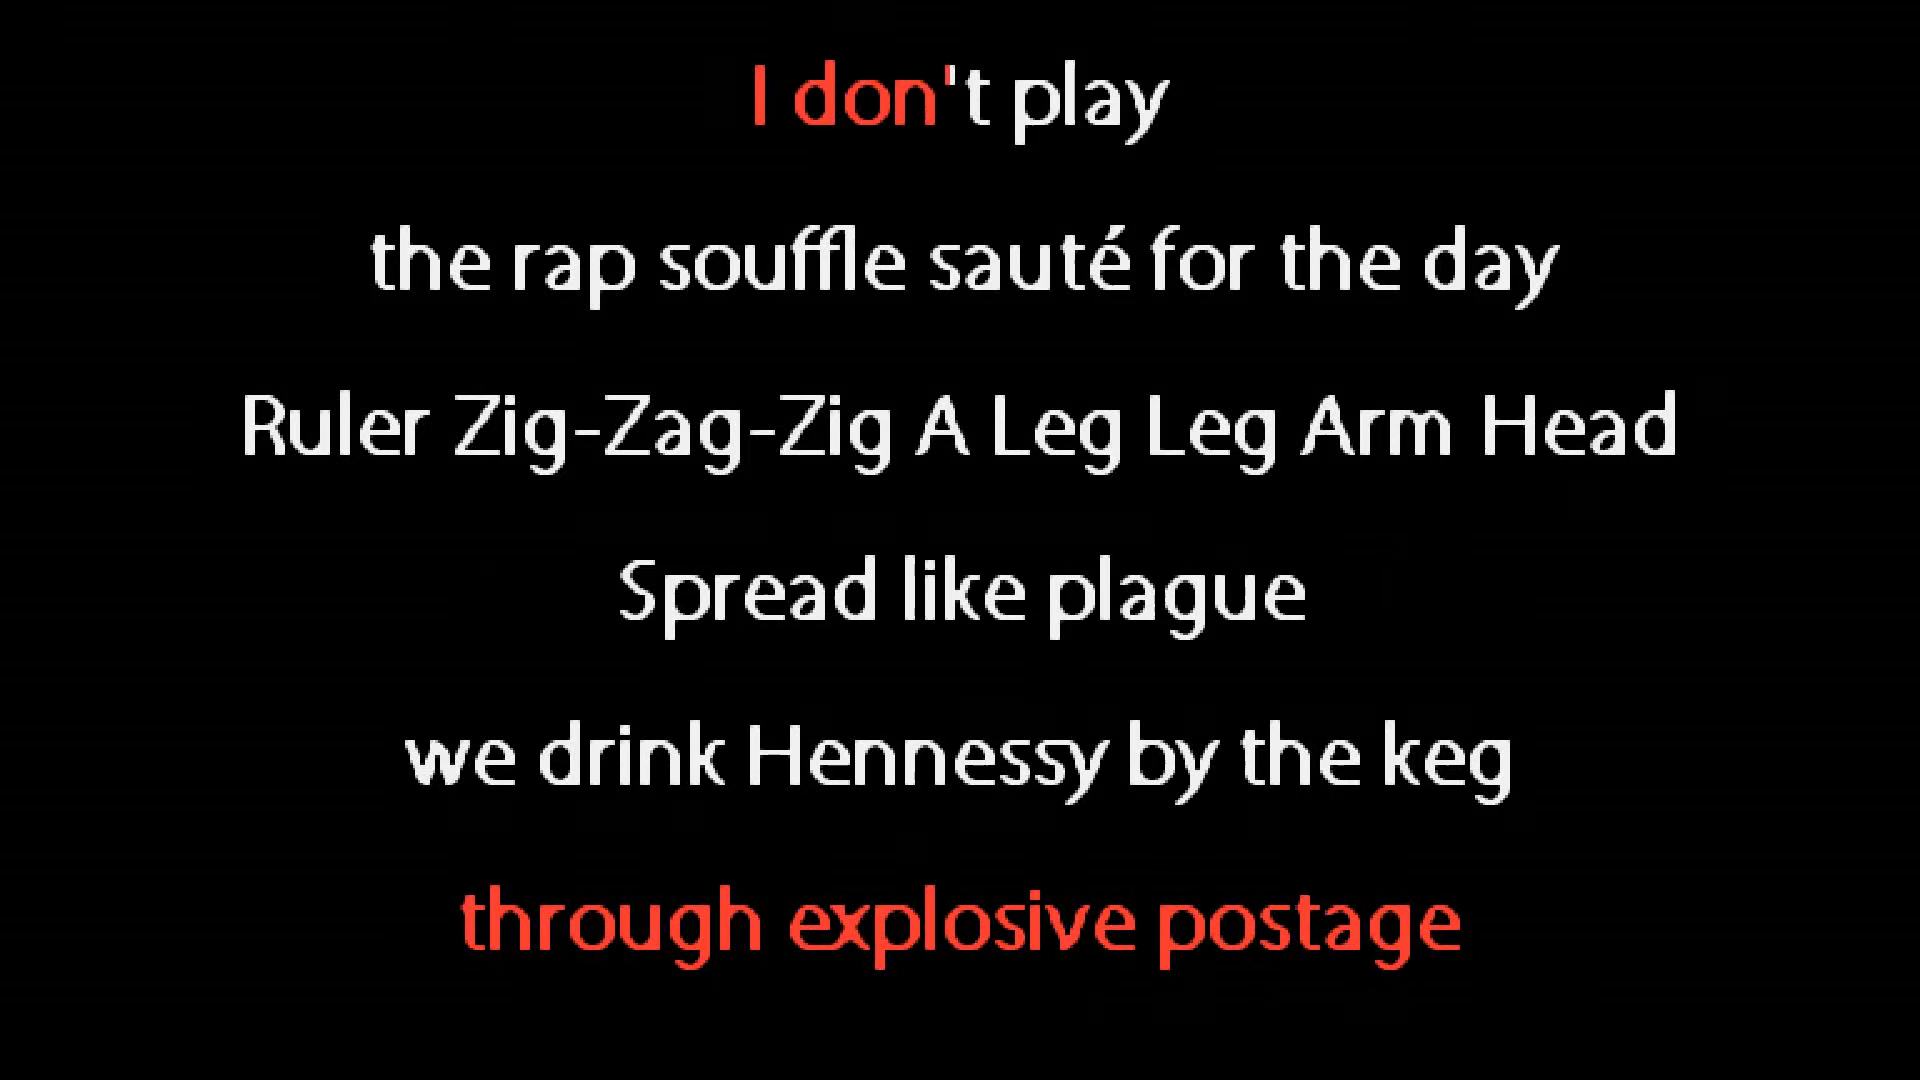 I don't play
the rap souffle sauté for the day
Ruler Zig-Zag-Zig A Leg Leg Arm Head
Spread like plague
we drink Hennessy by the keg
through explosive postage